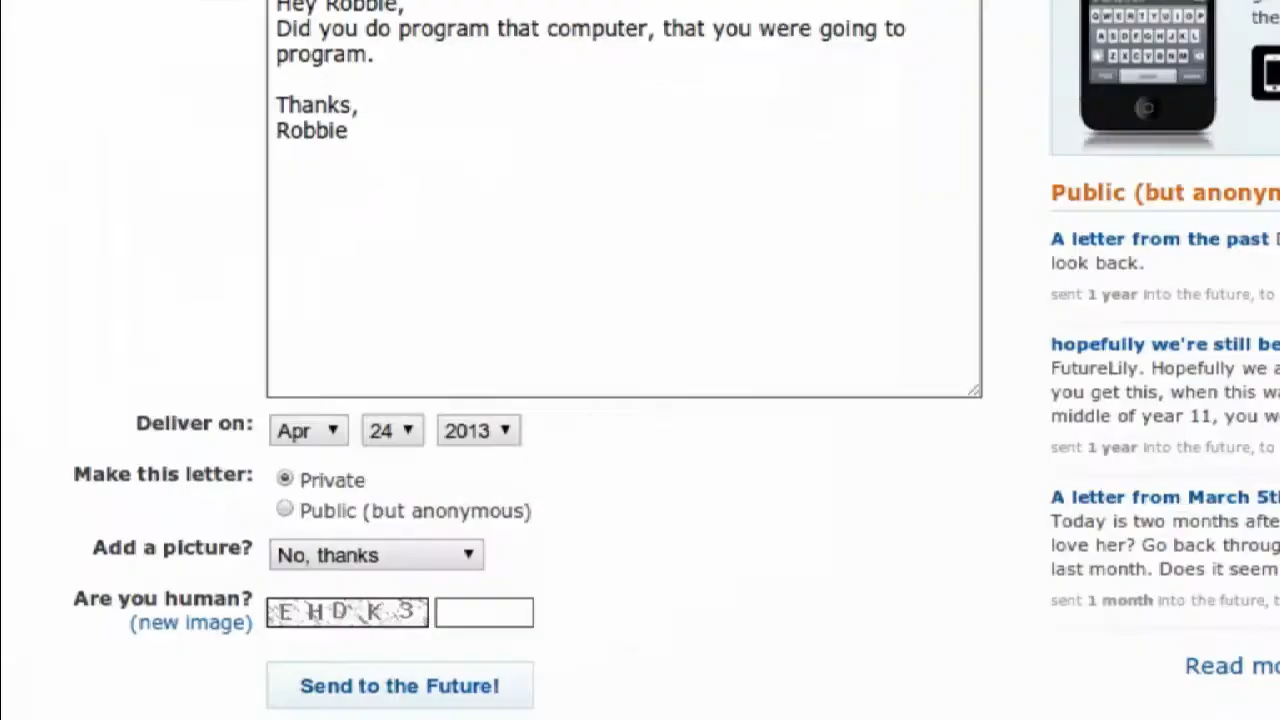 Hey Robbie,
Did you do program that computer, that you were going to
program.
Thanks,
Robbie
Deliver on:
Apr
24
2013
Make this letter:
Private
Public (but anonymous)
Add a picture?
No, thanks
Are you human?
(new image)
E H D K 3
Send to the Future!
the
Public (but anonym
A letter from the past
look back.
sent 1 year into the future, to
hopefully we're still be
FutureLily. Hopefully we a
you get this, when this wa
middle of year 11, you w
sent 1 year into the future, to
A letter from March 5th
Today is two months afte
love her? Go back throug
last month. Does it seem
sent 1 month into the future, t
Read mo